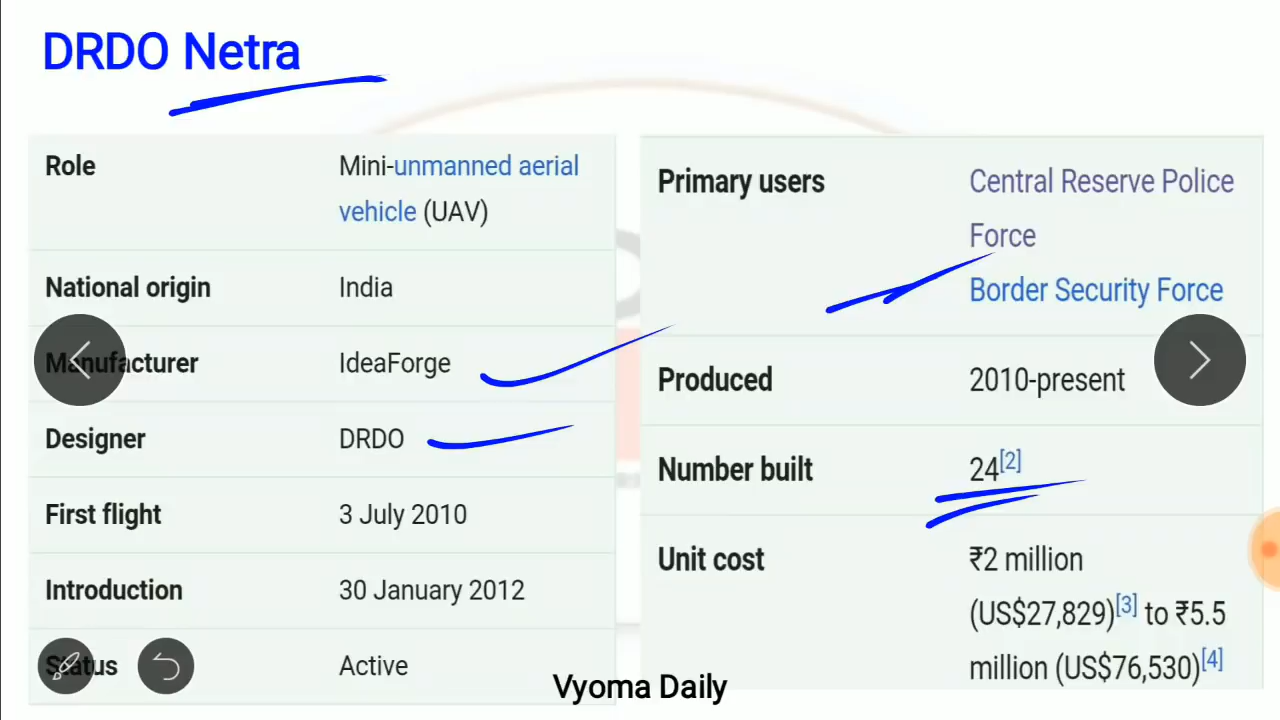 DRDO Netra
Role Mini-unmanned aerial
vehicle (UAV)
National origin India
Manufacturer IdeaForge
Designer DRDO
First flight 3 July 2010
Introduction 30 January 2012
Status Active
Primary users Central Reserve Police
Force
Border Security Force
Produced 2010-present
Number built 24[2]
Unit cost ₹2 million
(US$27,829)[3] to ₹5.5
million (US$76,530)[4]
Vyoma Daily